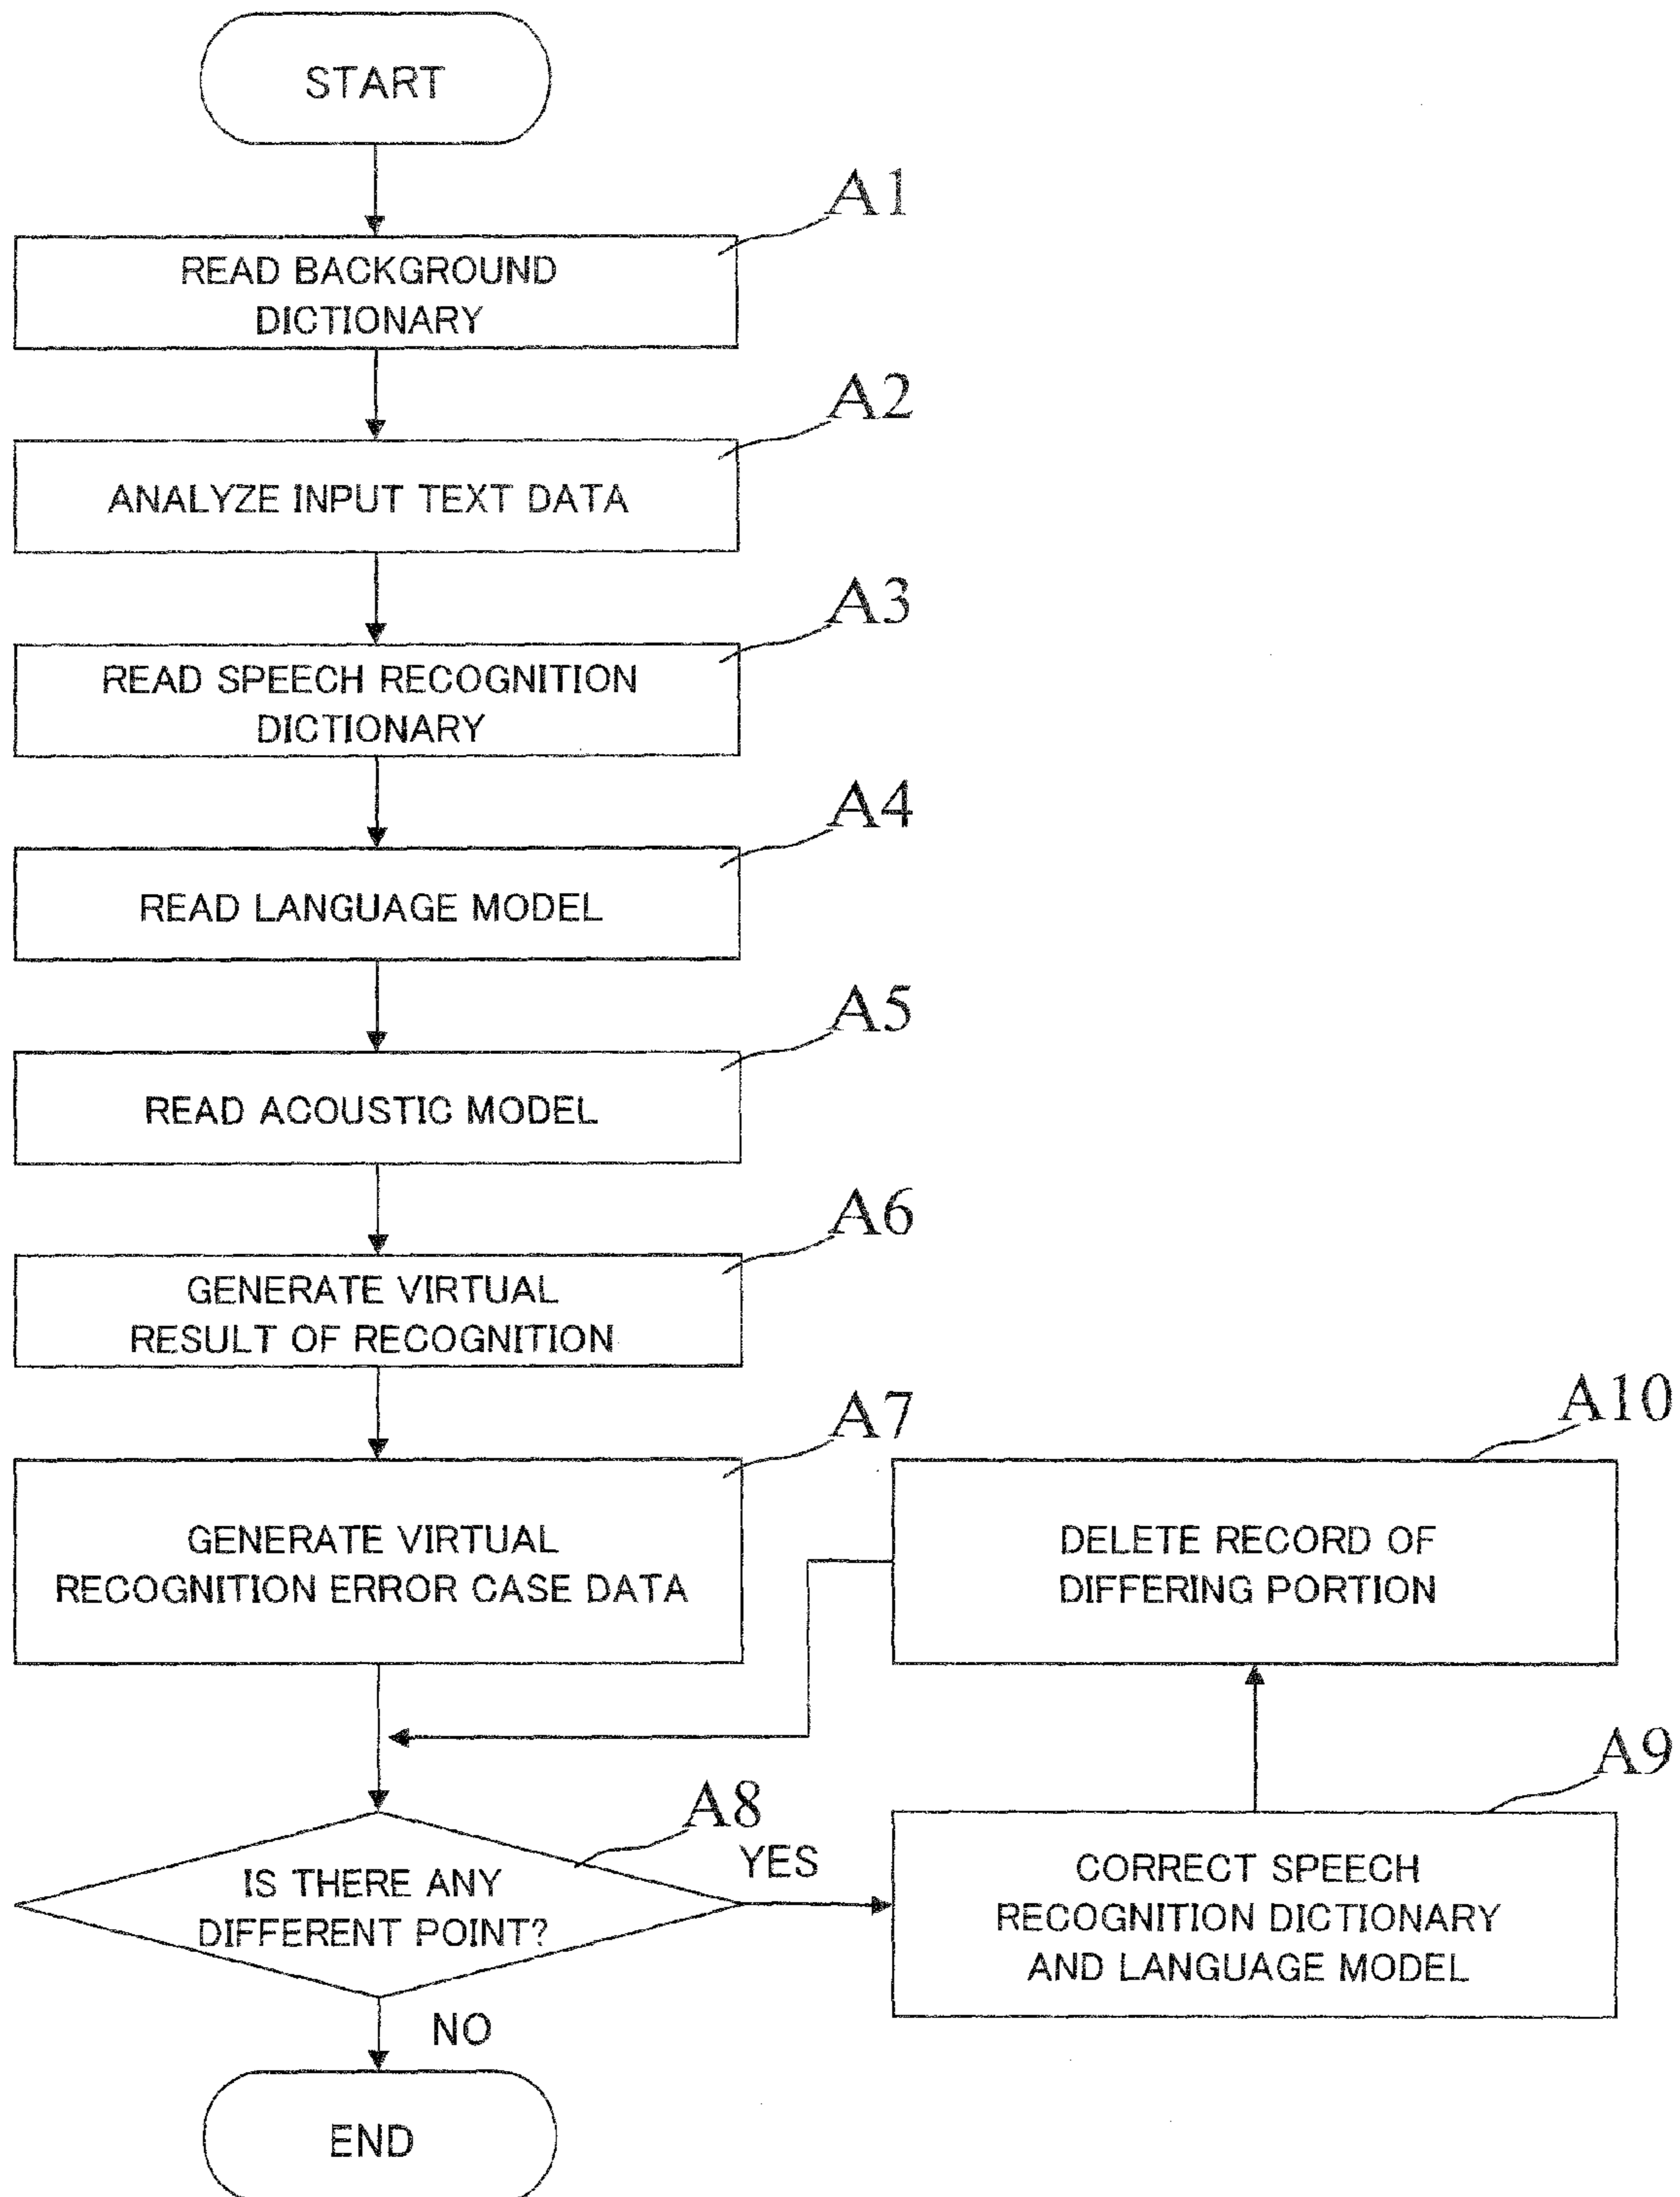 START
A1
READ BACKGROUND
DICTIONARY
A2
ANALYZE INPUT TEXT DATA
A3
READ SPEECH RECOGNITION
DICTIONARY
A4
READ LANGUAGE MODEL
A5
READ ACOUSTIC MODEL
A6
GENERATE VIRTUAL
RESULT OF RECOGNITION
A7
GENERATE VIRTUAL
RECOGNITION ERROR CASE DATA
A10
DELETE RECORD OF
DIFFERING PORTION
A8
IS THERE ANY
DIFFERENT POINT?
YES
A9
CORRECT SPEECH
RECOGNITION DICTIONARY
AND LANGUAGE MODEL
NO
END